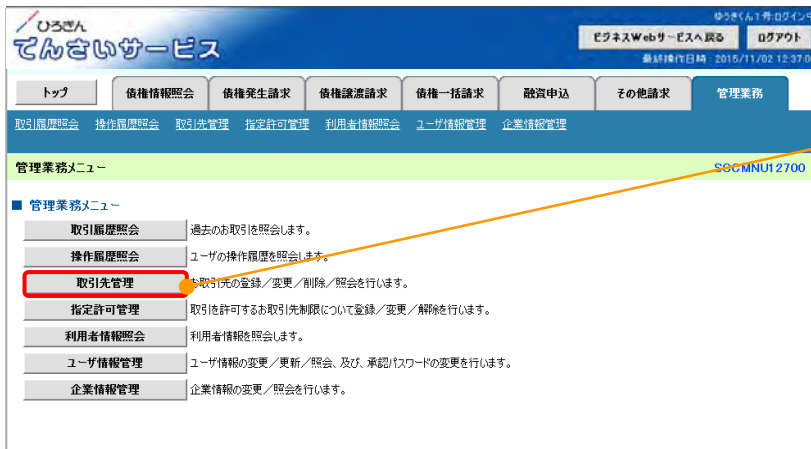 ゆうきくん1号:ログイン中
ひろぎん
でんさいサービス
ビジネスWebサービスへ戻る ログアウト
最終操作日時:2015/11/02 12:37:0
トップ 債権情報照会 債権発生請求 債権譲渡請求 債権一括請求 融資申込 その他請求 管理業務
取引履歴照会 操作履歴照会 取引先管理 指定許可管理 利用者情報照会 ユーザ情報管理 企業情報管理
管理業務メニュー SCCMNU12700
■ 管理業務メニュー
取引履歴照会 過去のお取引を照会します。
操作履歴照会 ユーザの操作履歴を照会します。
取引先管理 お取引先の登録／変更／削除／照会を行います。
指定許可管理 取引を許可するお取引先制限について登録／変更／解除を行います。
利用者情報照会 利用者情報を照会します。
ユーザ情報管理 ユーザ情報の変更／更新／照会、及び、承認パスワードの変更を行います。
企業情報管理 企業情報の変更／照会を行います。